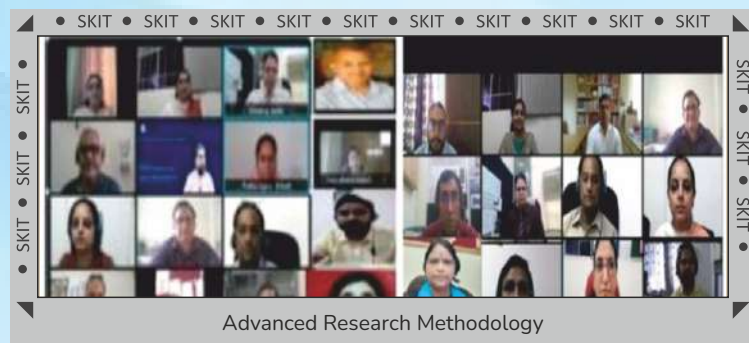 SKIT ● SKIT ● SKIT ● SKIT ● SKIT ● SKIT ● SKIT ● SKIT ● SKIT ● SKIT ● SKIT
SKIT ● SKIT ● SKIT ●
SKIT ● SKIT ● SKIT ●
Advanced Research Methodology